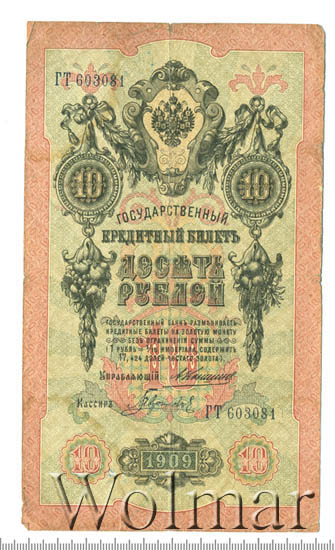 ГТ 603081
10 10
ГОСУДАРСТВЕННЫЙ
КРЕДИТНЫЙ БИЛЕТЪ
ДЕСЯТЬ
РУБЛЕЙ
ГОСУДАРСТВЕННЫЙ БАНКЪ РАЗМѢНИВАЕТЪ
КРЕДИТНЫЕ БИЛЕТЫ НА ЗОЛОТУЮ МОНЕТУ
БЕЗЪ ОГРАНИЧЕНІЯ СУММЫ
(1 РУБЛЬ = 1/15 ИМПЕРІАЛА, СОДЕРЖИТЪ
17,424 ДОЛЕЙ ЧИСТАГО ЗОЛОТА).
УПРАВЛЯЮЩІЙ
Кассиръ
ГТ 603081
10 1909 10
Wolmar